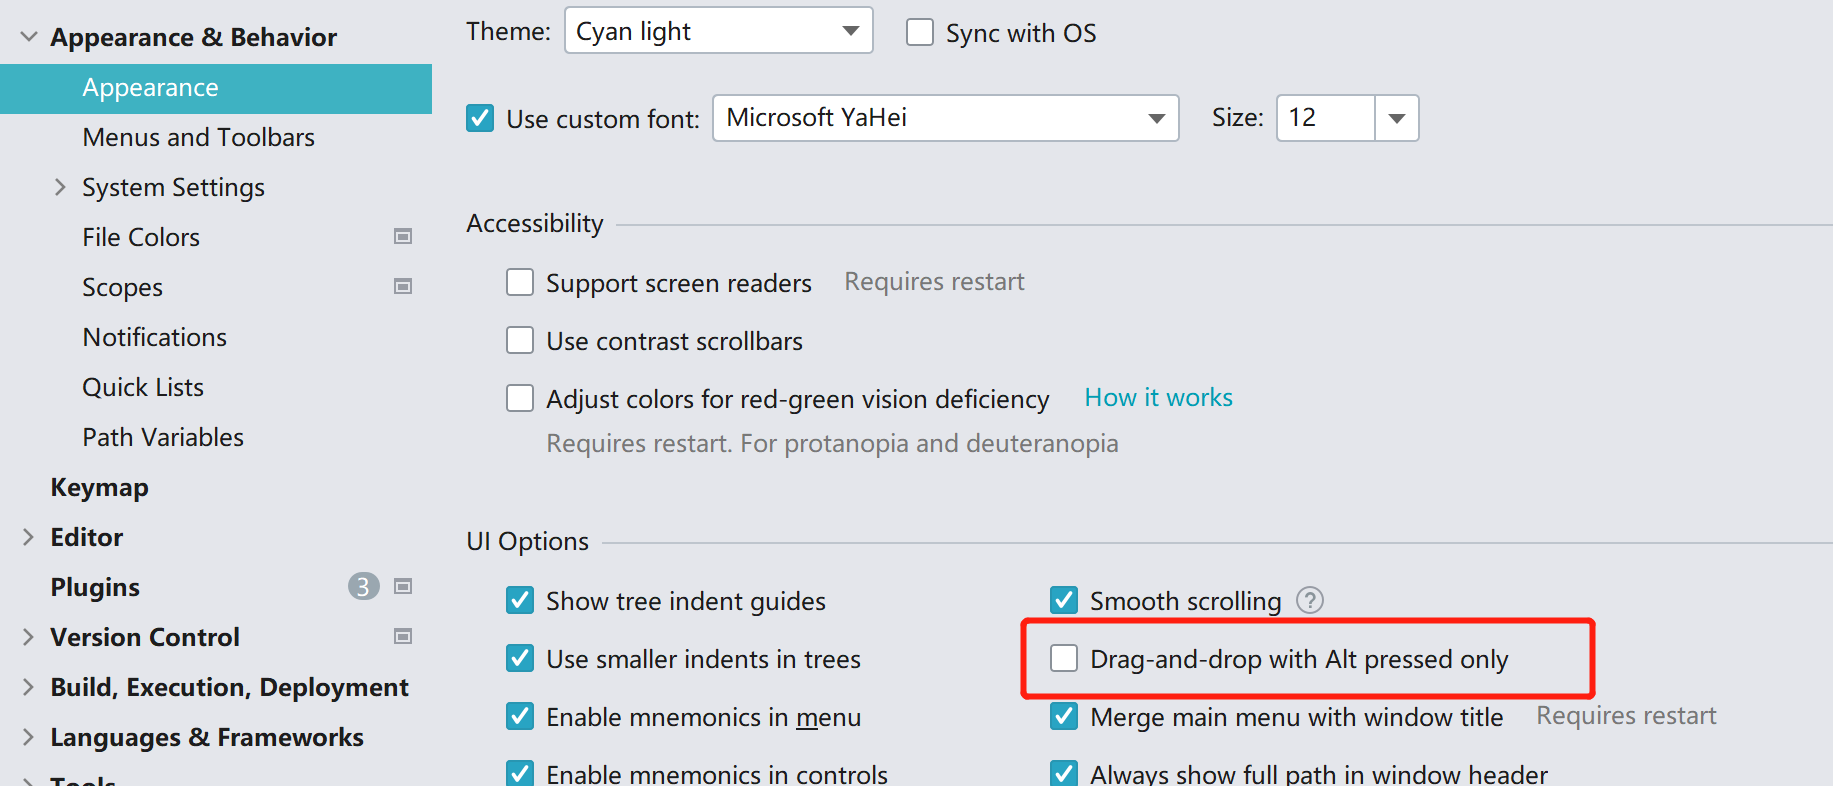 Appearance & Behavior
Appearance
Menus and Toolbars
System Settings
File Colors
Scopes
Notifications
Quick Lists
Path Variables
Keymap
Editor
Plugins 3
Version Control
Build, Execution, Deployment
Languages & Frameworks
Tools
Theme: Cyan light Sync with OS
Use custom font: Microsoft YaHei Size: 12
Accessibility
Support screen readers Requires restart
Use contrast scrollbars
Adjust colors for red-green vision deficiency How it works
Requires restart. For protanopia and deuteranopia
UI Options
Show tree indent guides Smooth scrolling ?
Use smaller indents in trees Drag-and-drop with Alt pressed only
Enable mnemonics in menu Merge main menu with window title Requires restart
Enable mnemonics in controls Always show full path in window header